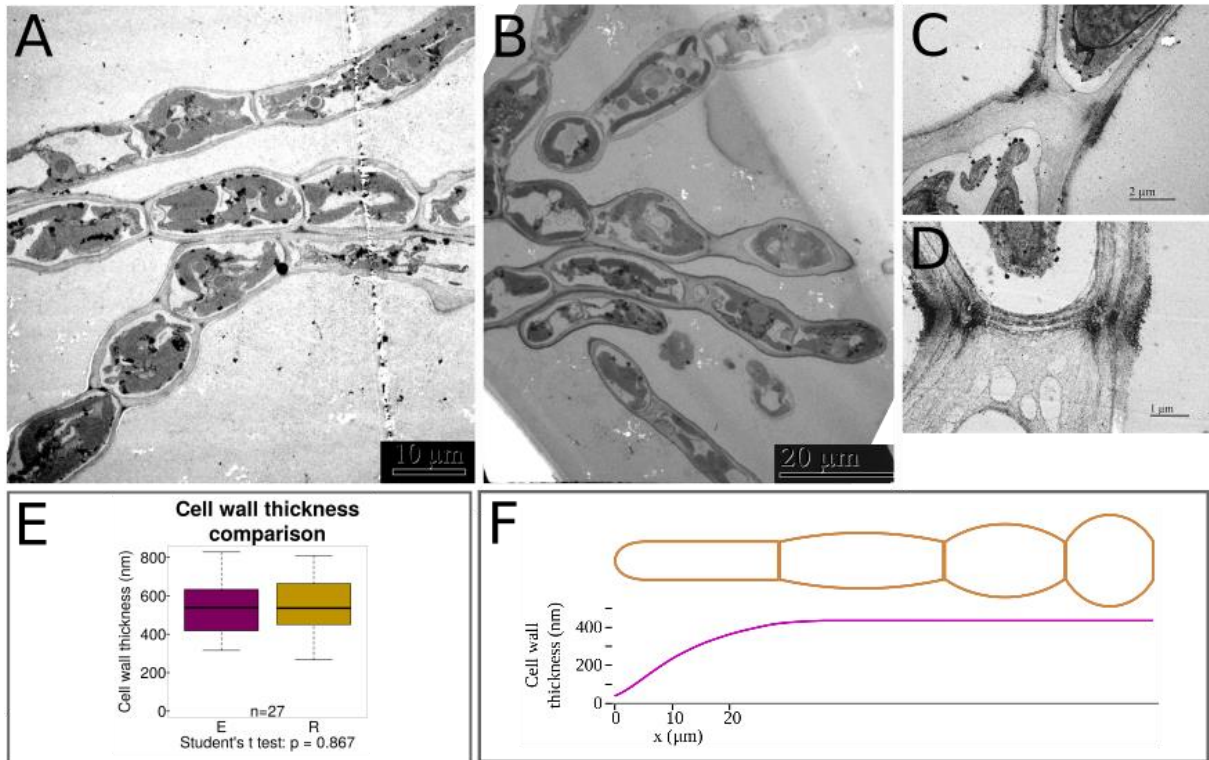 A
10 μm
B
20 μm
C
2 μm
D
1 μm
E
Cell wall thickness
comparison
Cell wall thickness (nm)
800
600
400
200
0
n=27
E
R
Student's t test: p = 0.867
F
Cell wall
thickness (nm)
400
200
0
0
10
20
x (μm)